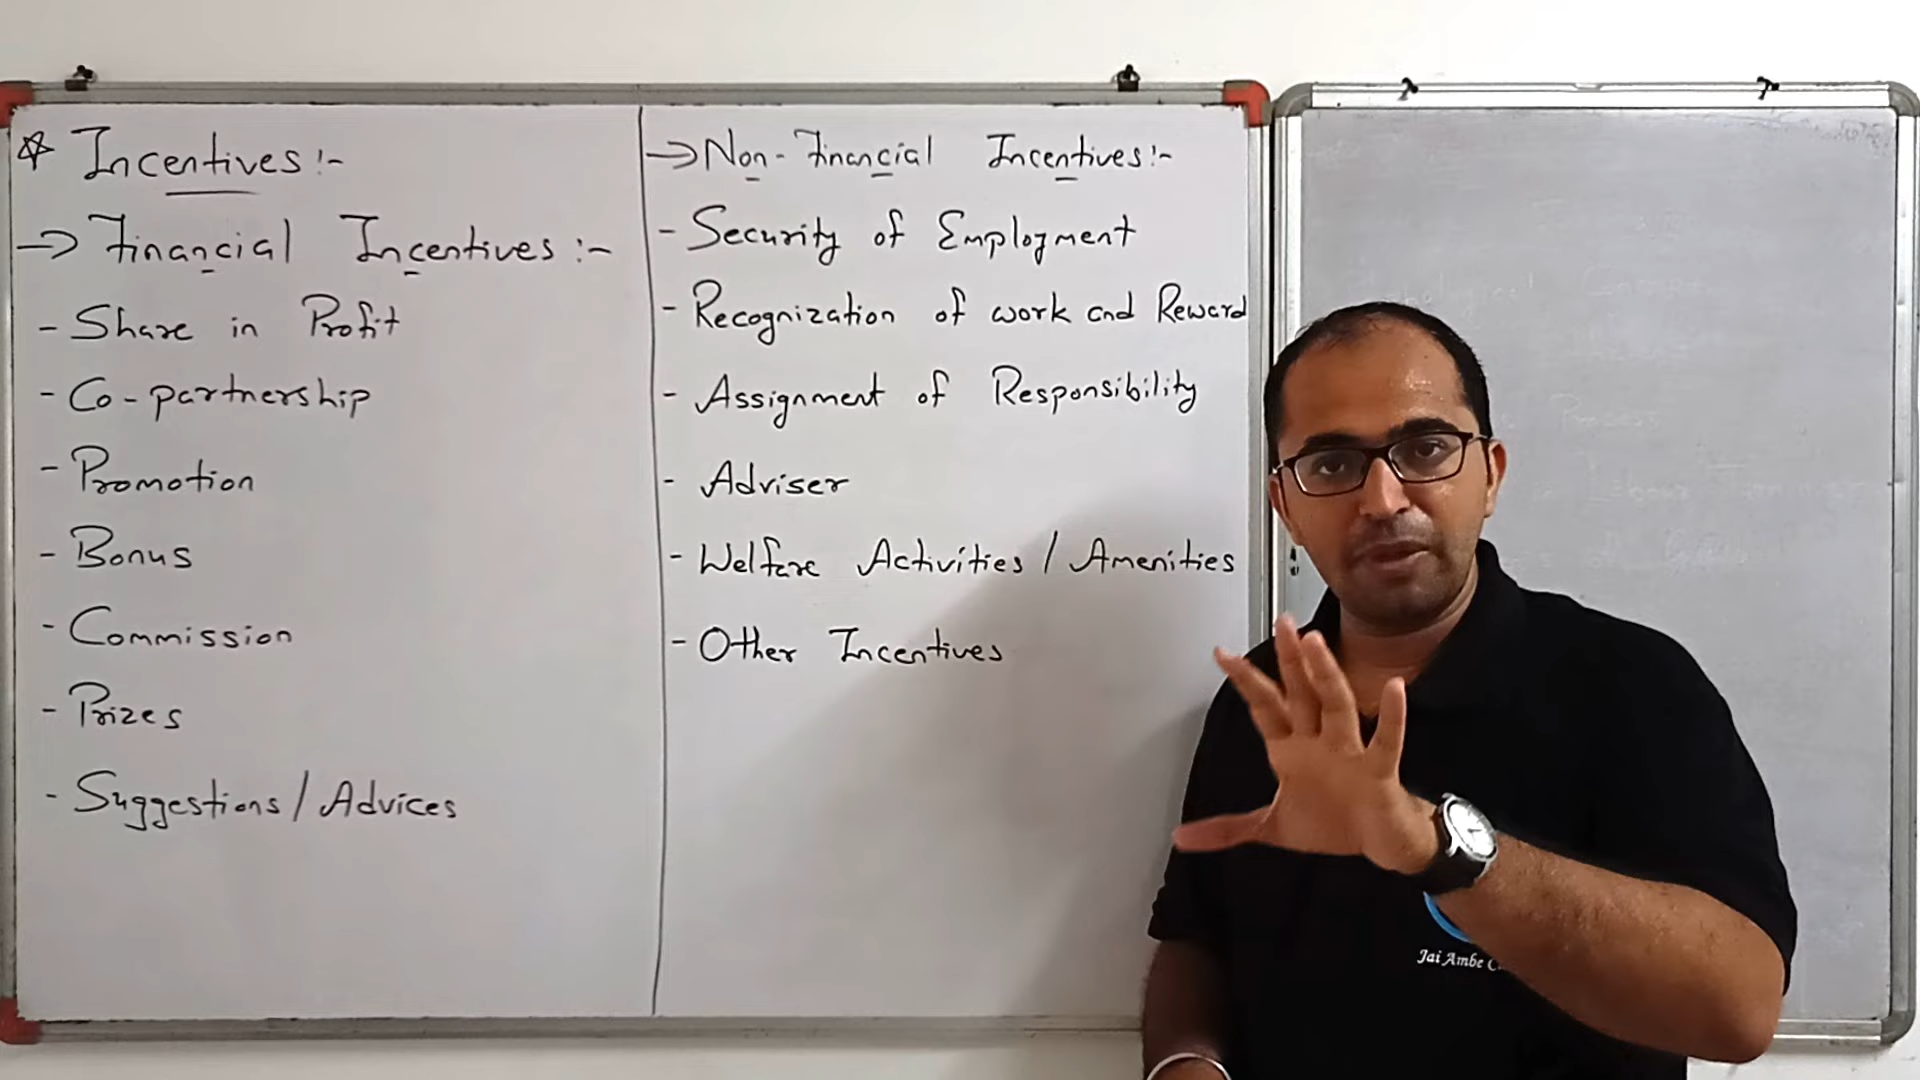 ☆ Incentives :-
→ Financial Incentives :-
- Share in Profit
- Co-partnership
- Promotion
- Bonus
- Commission
- Prizes
- Suggestions / Advices
→ Non-Financial Incentives :-
- Security of Employment
- Recognization of work and Reward
- Assignment of Responsibility
- Adviser
- Welfare Activities / Amenities
- Other Incentives
Jai Ambe